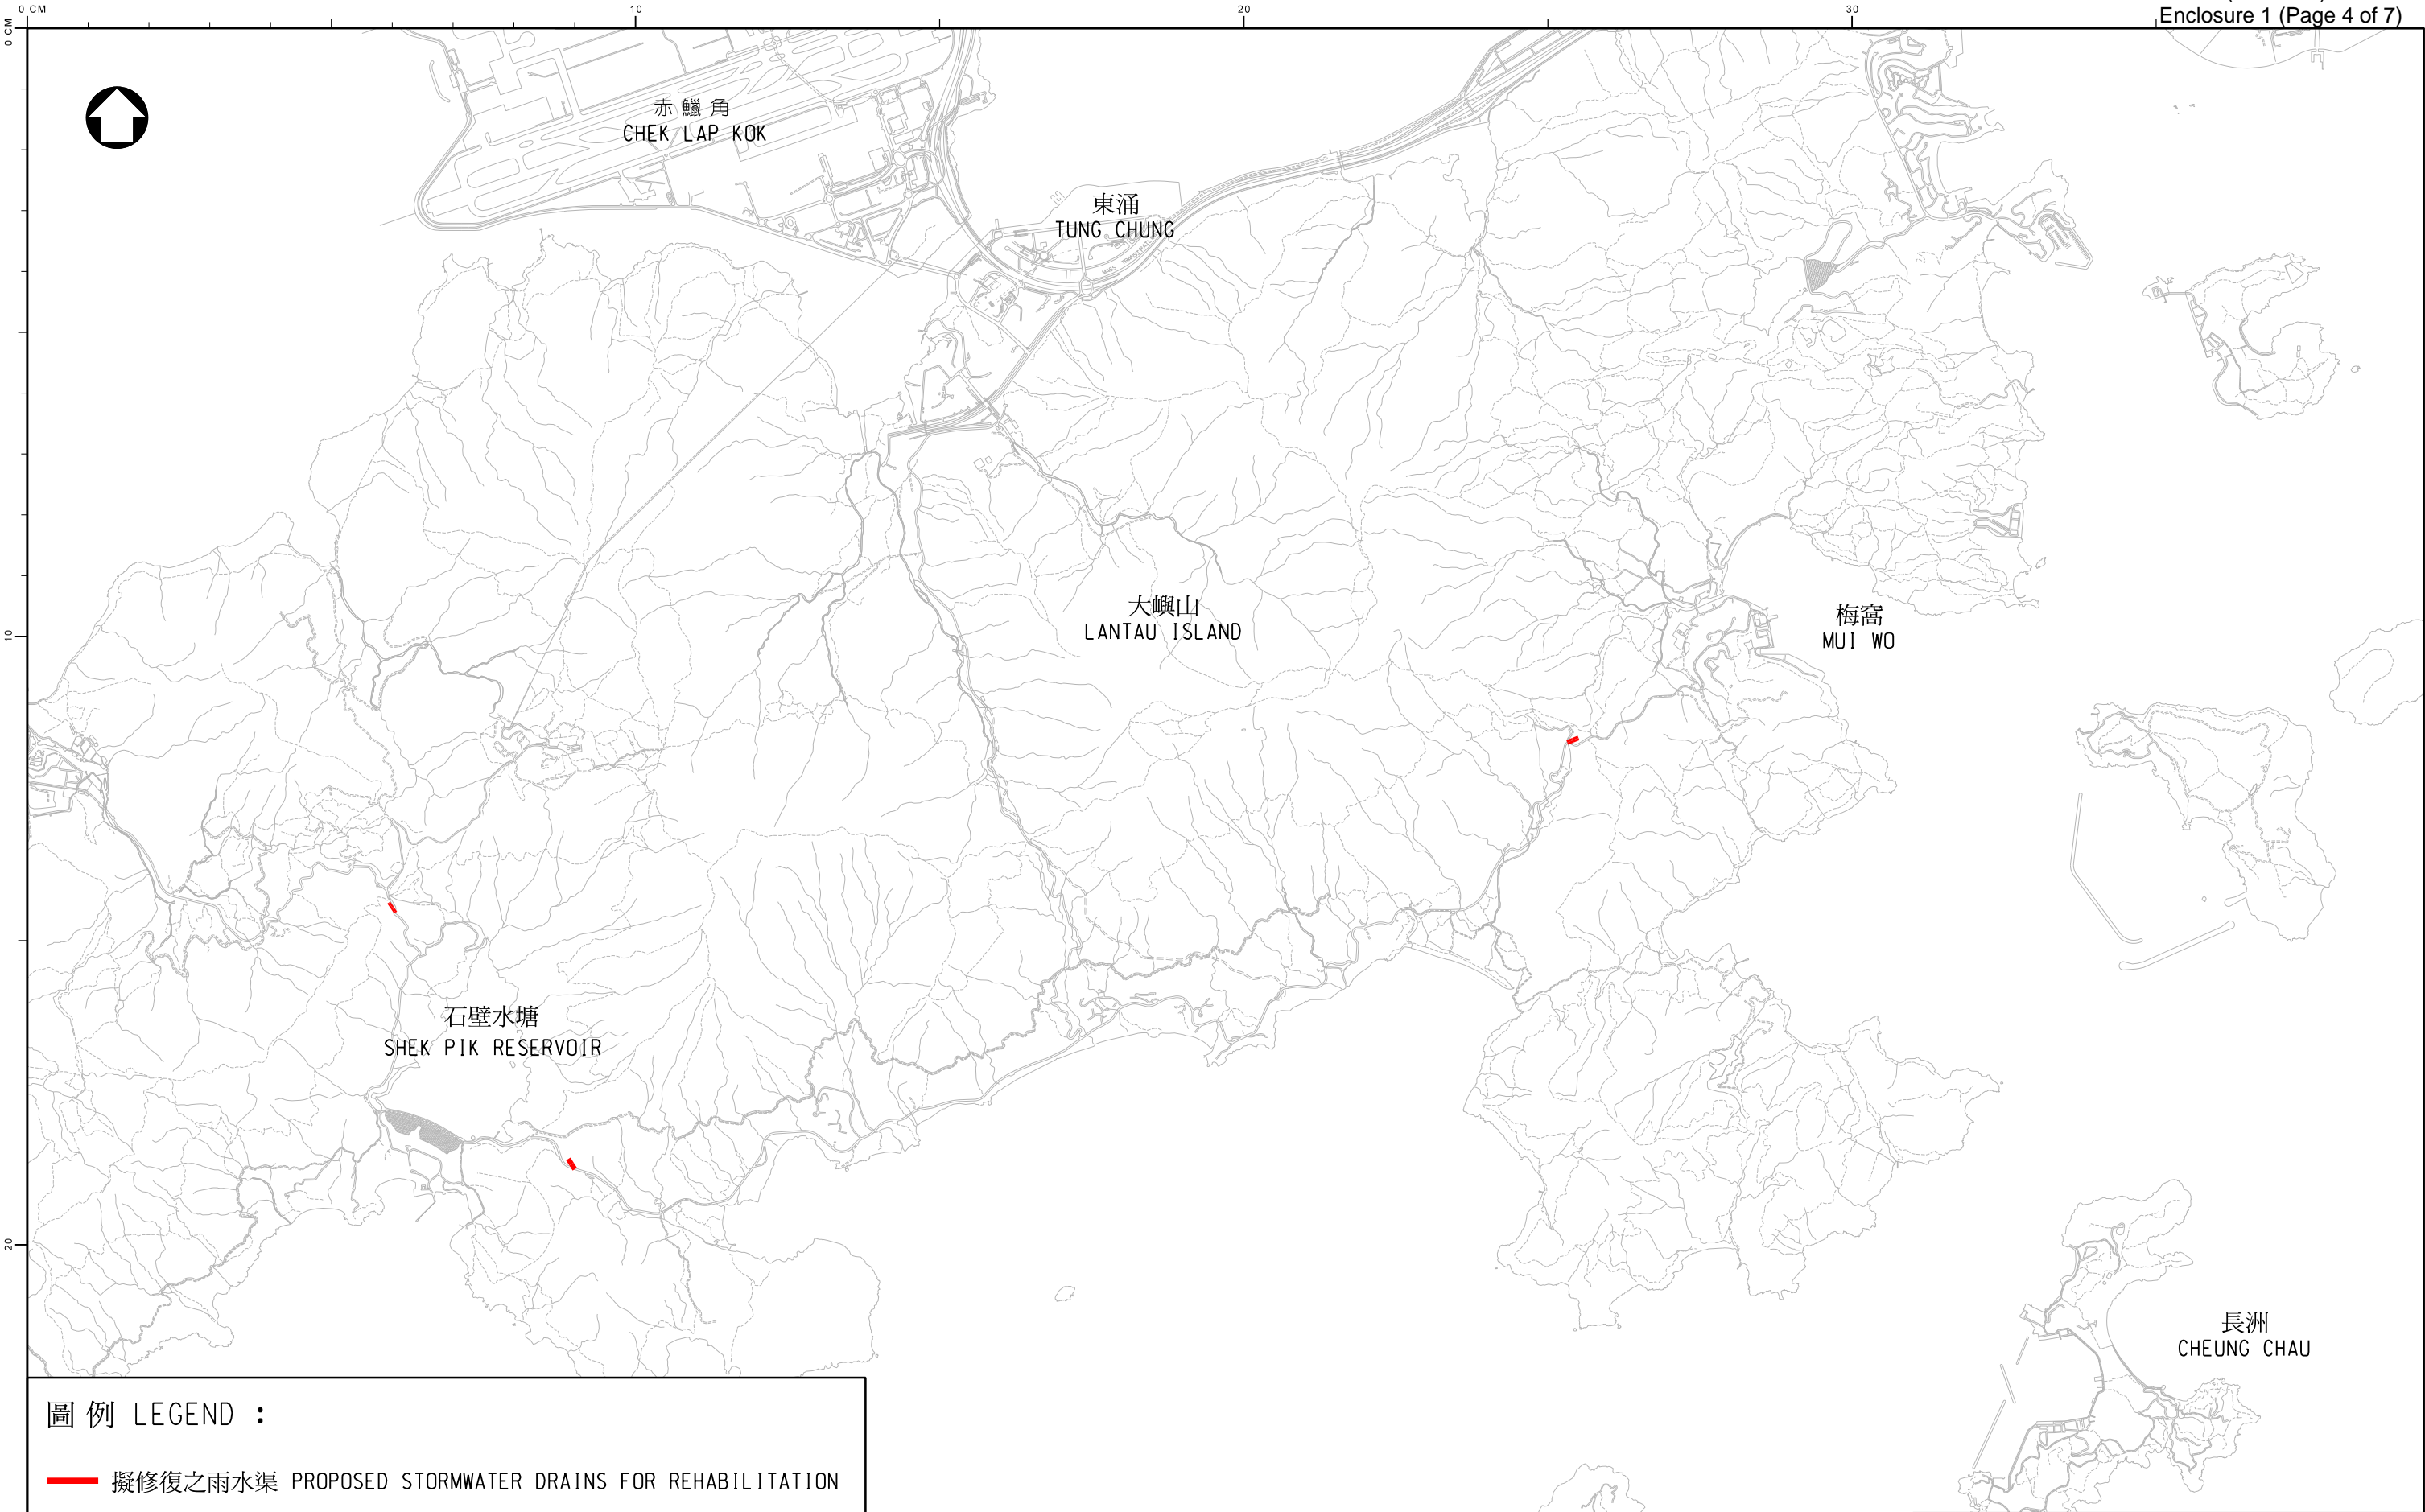 Enclosure 1 (Page 4 of 7)
0 CM
10
20
30
0 CM
10
20
赤鱲角
CHEK LAP KOK
東涌
TUNG CHUNG
大嶼山
LANTAU ISLAND
梅窩
MUI WO
石壁水塘
SHEK PIK RESERVOIR
長洲
CHEUNG CHAU
圖例 LEGEND :
擬修復之雨水渠 PROPOSED STORMWATER DRAINS FOR REHABILITATION